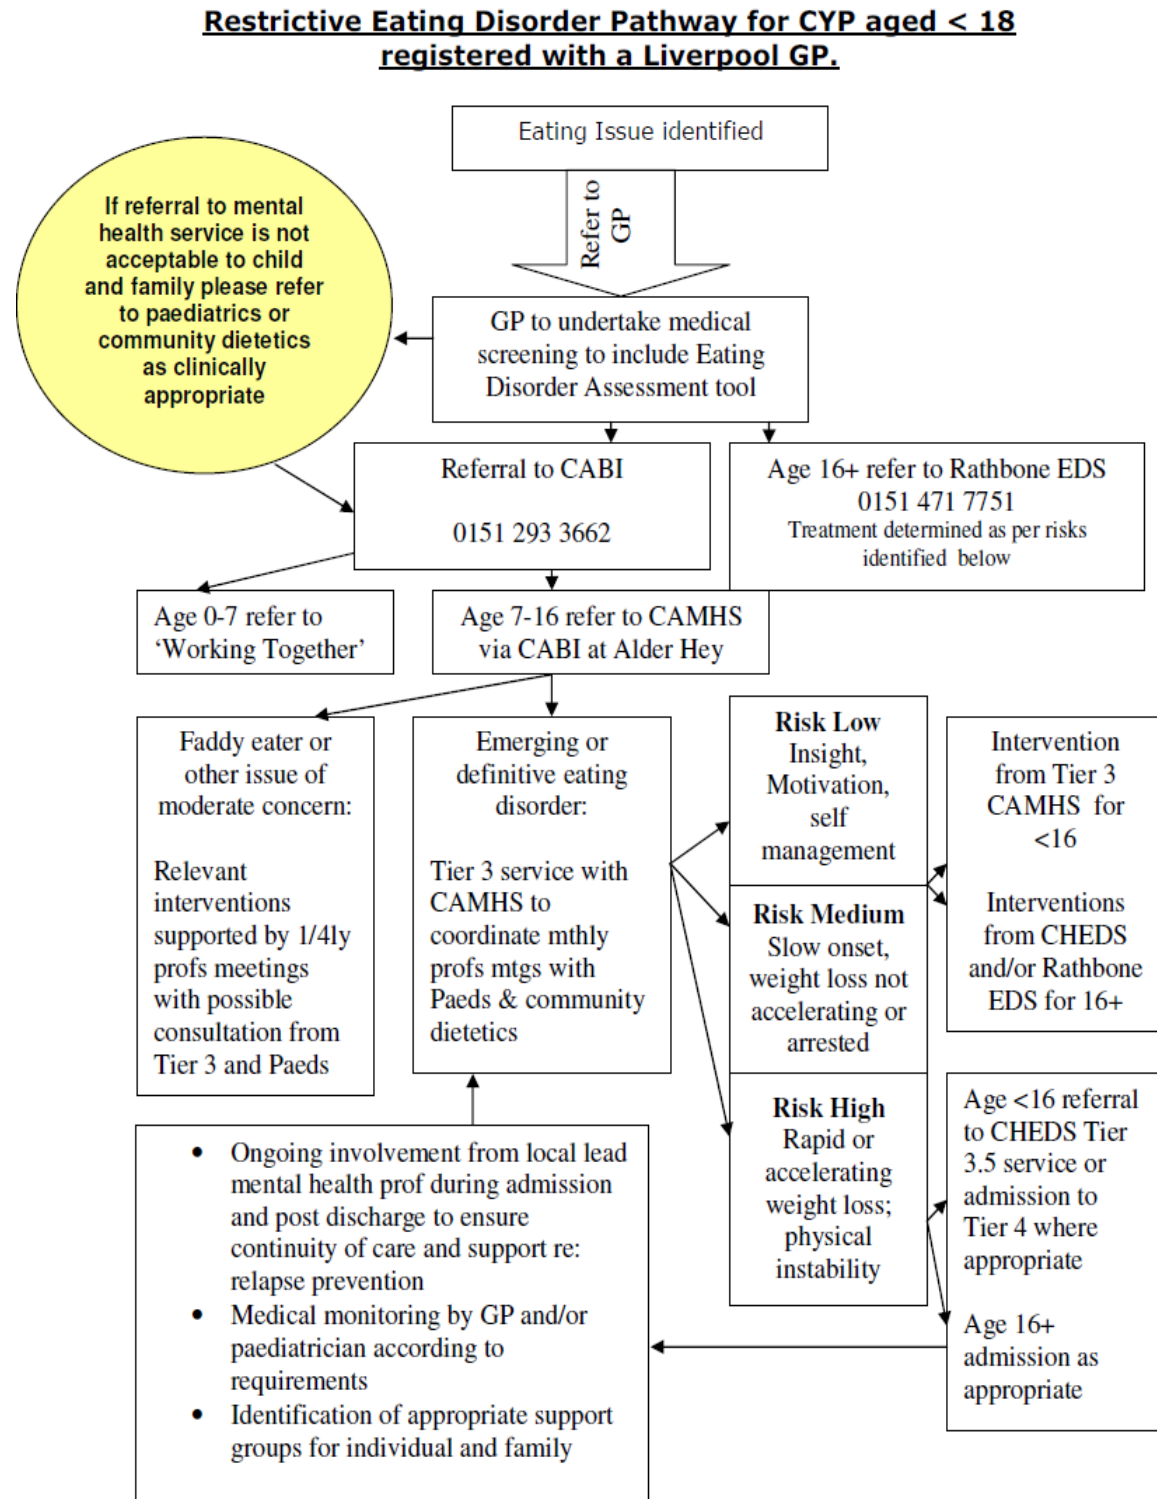 Restrictive Eating Disorder Pathway for CYP aged < 18
registered with a Liverpool GP.
Eating Issue identified
Refer to
GP
If referral to mental
health service is not
acceptable to child
and family please refer
to paediatrics or
community dietetics
as clinically
appropriate
GP to undertake medical
screening to include Eating
Disorder Assessment tool
Referral to CABI
0151 293 3662
Age 16+ refer to Rathbone EDS
0151 471 7751
Treatment determined as per risks
identified below
Age 0-7 refer to
‘Working Together’
Age 7-16 refer to CAMHS
via CABI at Alder Hey
Faddy eater or
other issue of
moderate concern:
Relevant
interventions
supported by 1/4ly
profs meetings
with possible
consultation from
Tier 3 and Paeds
Emerging or
definitive eating
disorder:
Tier 3 service with
CAMHS to
coordinate mthly
profs mtgs with
Paeds & community
dietetics
Risk Low
Insight,
Motivation,
self
management
Risk Medium
Slow onset,
weight loss not
accelerating or
arrested
Risk High
Rapid or
accelerating
weight loss;
physical
instability
Intervention
from Tier 3
CAMHS for
<16
Interventions
from CHEDS
and/or Rathbone
EDS for 16+
Age <16 referral
to CHEDS Tier
3.5 service or
admission to
Tier 4 where
appropriate
Age 16+
admission as
appropriate
• Ongoing involvement from local lead
mental health prof during admission
and post discharge to ensure
continuity of care and support re:
relapse prevention
• Medical monitoring by GP and/or
paediatrician according to
requirements
• Identification of appropriate support
groups for individual and family